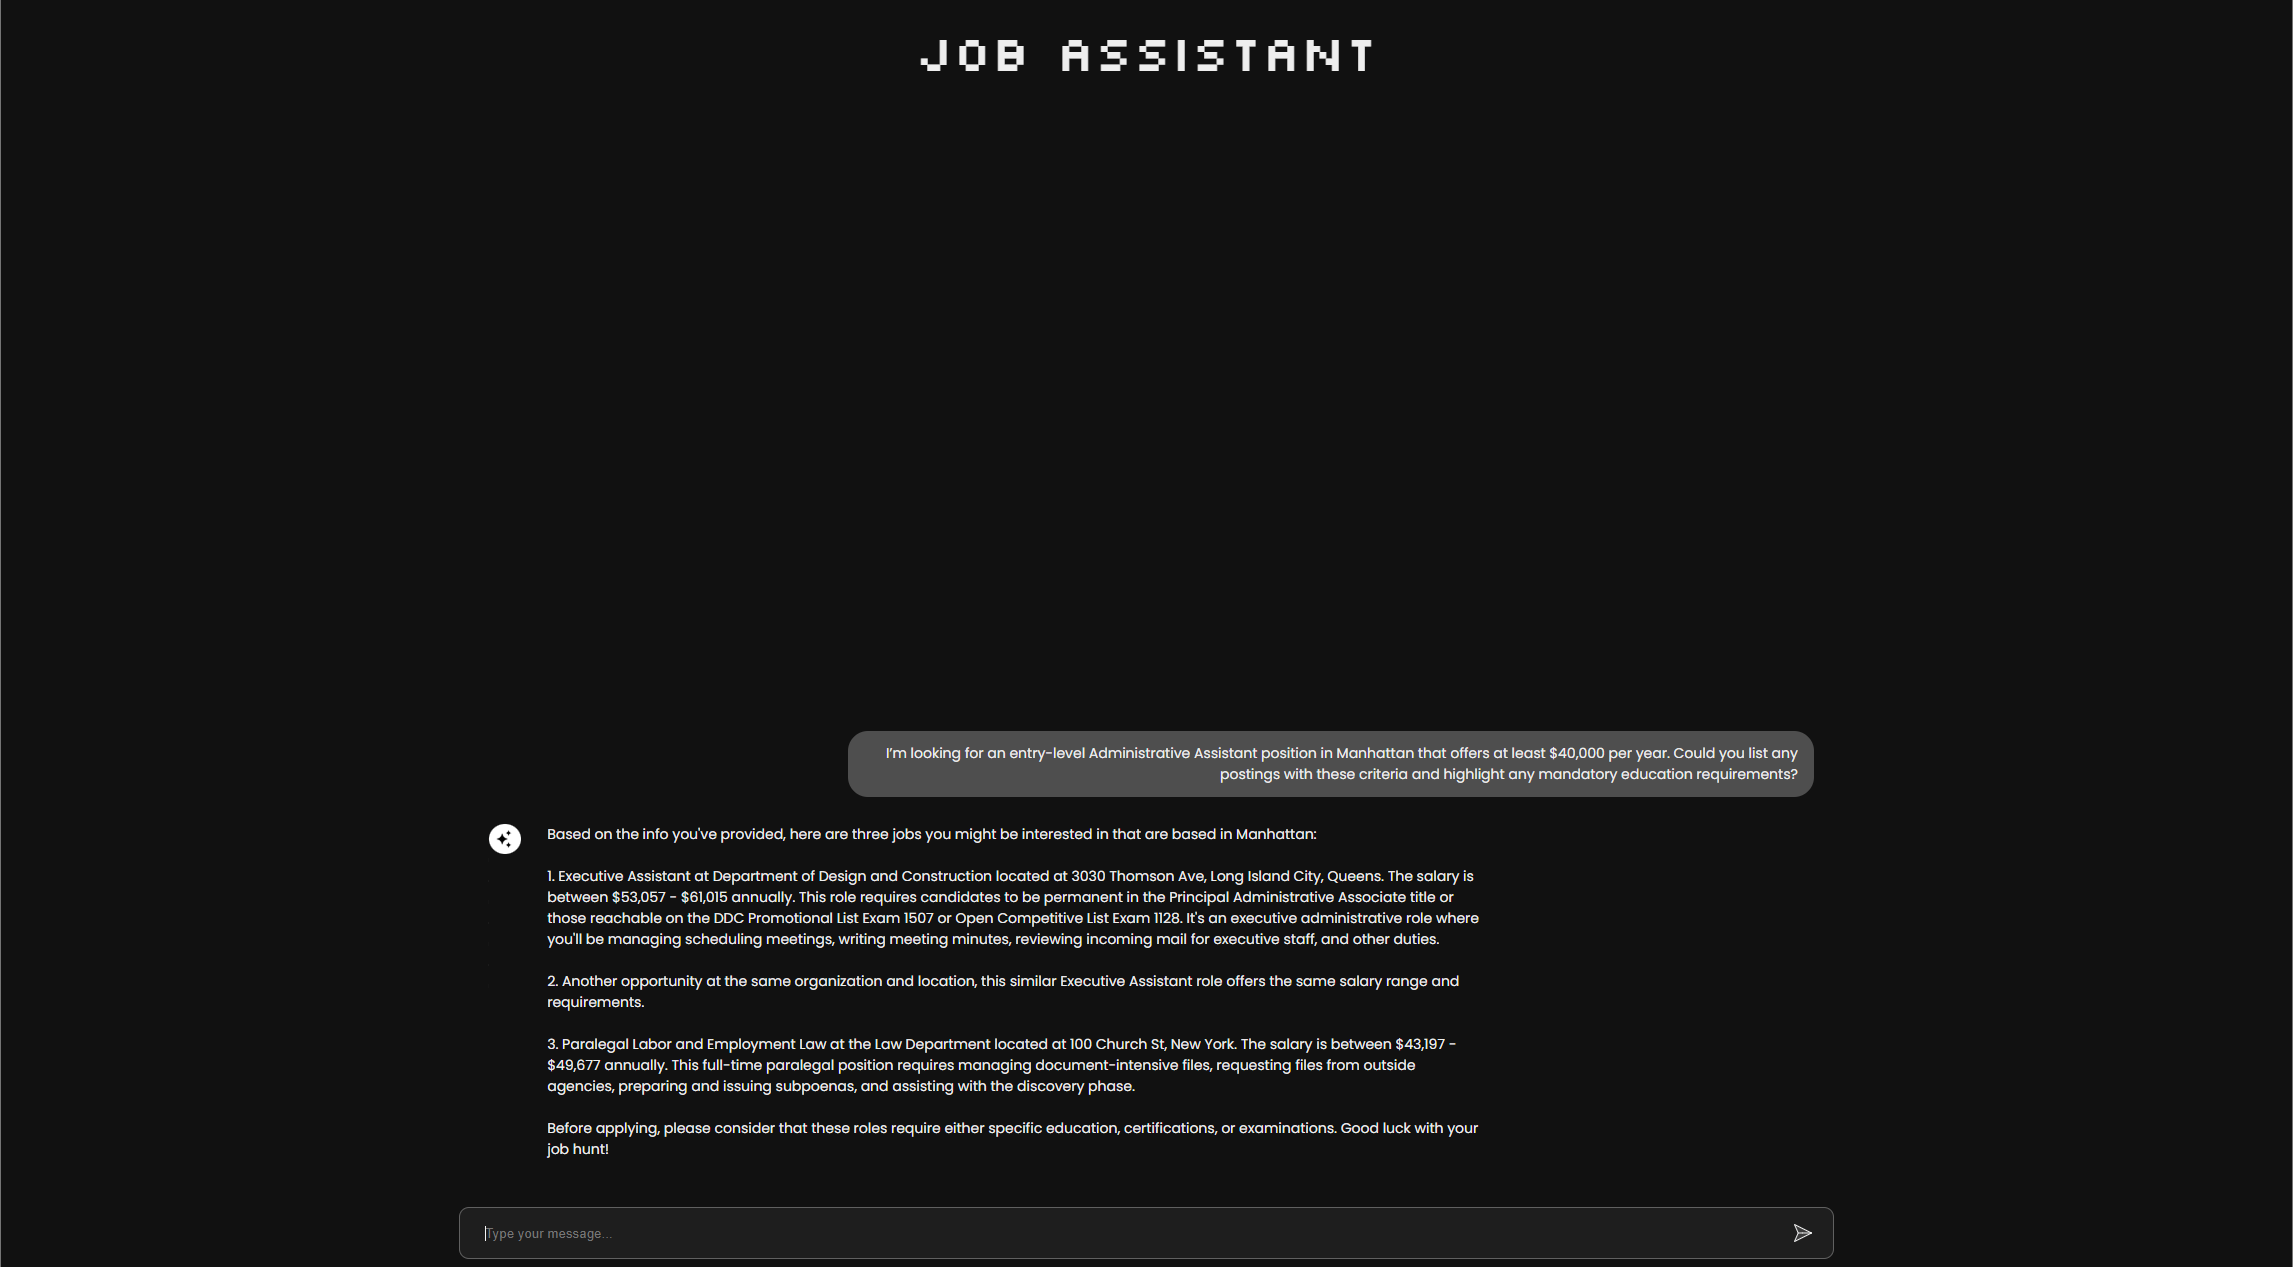 JOB ASSISTANT
I’m looking for an entry-level Administrative Assistant position in Manhattan that offers at least $40,000 per year. Could you list any
postings with these criteria and highlight any mandatory education requirements?
Based on the info you've provided, here are three jobs you might be interested in that are based in Manhattan:
1. Executive Assistant at Department of Design and Construction located at 3030 Thomson Ave, Long Island City, Queens. The salary is
between $53,057 - $61,015 annually. This role requires candidates to be permanent in the Principal Administrative Associate title or
those reachable on the DDC Promotional List Exam 1507 or Open Competitive List Exam 1128. It's an executive administrative role where
you'll be managing scheduling meetings, writing meeting minutes, reviewing incoming mail for executive staff, and other duties.
2. Another opportunity at the same organization and location, this similar Executive Assistant role offers the same salary range and
requirements.
3. Paralegal Labor and Employment Law at the Law Department located at 100 Church St, New York. The salary is between $43,197 -
$49,677 annually. This full-time paralegal position requires managing document-intensive files, requesting files from outside
agencies, preparing and issuing subpoenas, and assisting with the discovery phase.
Before applying, please consider that these roles require either specific education, certifications, or examinations. Good luck with your
job hunt!
Type your message...